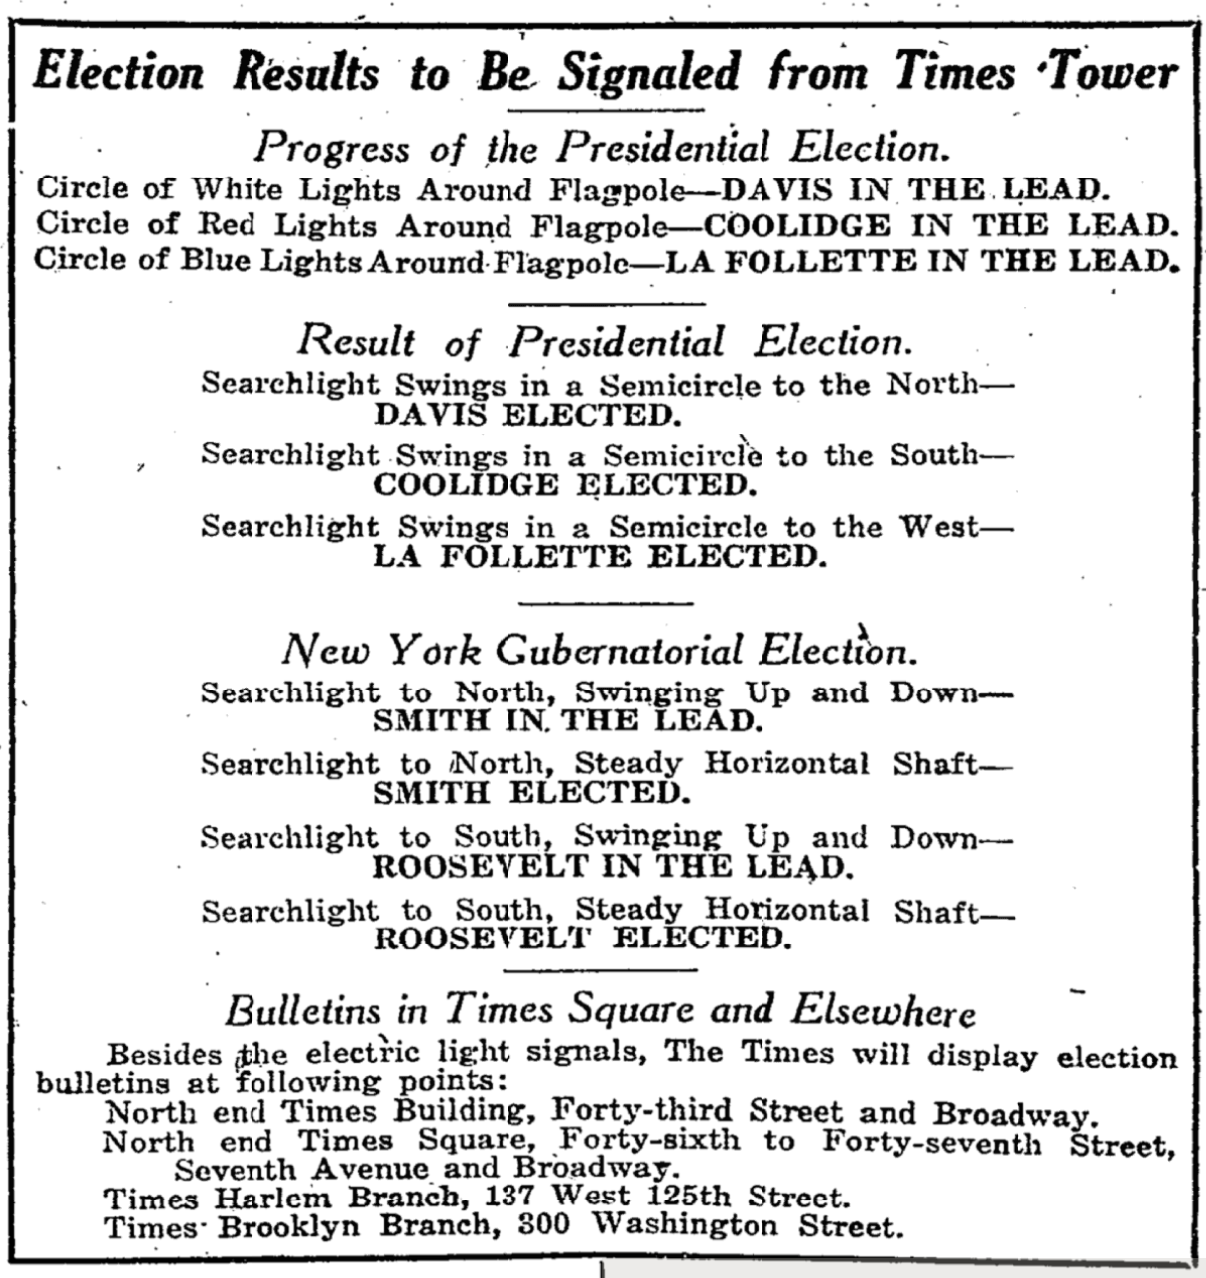 Election Results to Be Signaled from Times Tower
Progress of the Presidential Election.
Circle of White Lights Around Flagpole—DAVIS IN THE LEAD.
Circle of Red Lights Around Flagpole—COOLIDGE IN THE LEAD.
Circle of Blue Lights Around Flagpole—LA FOLLETTE IN THE LEAD.
Result of Presidential Election.
Searchlight Swings in a Semicircle to the North—
DAVIS ELECTED.
Searchlight Swings in a Semicircle to the South—
COOLIDGE ELECTED.
Searchlight Swings in a Semicircle to the West—
LA FOLLETTE ELECTED.
New York Gubernatorial Election.
Searchlight to North, Swinging Up and Down—
SMITH IN THE LEAD.
Searchlight to North, Steady Horizontal Shaft—
SMITH ELECTED.
Searchlight to South, Swinging Up and Down—
ROOSEVELT IN THE LEAD.
Searchlight to South, Steady Horizontal Shaft—
ROOSEVELT ELECTED.
Bulletins in Times Square and Elsewhere
Besides the electric light signals, The Times will display election
bulletins at following points:
North end Times Building, Forty-third Street and Broadway.
North end Times Square, Forty-sixth to Forty-seventh Street,
Seventh Avenue and Broadway.
Times Harlem Branch, 137 West 125th Street.
Times Brooklyn Branch, 300 Washington Street.